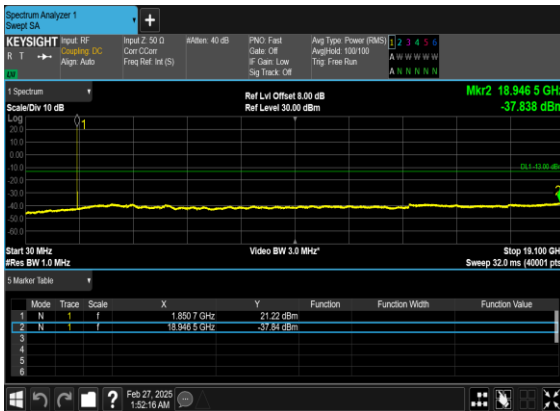 Spectrum Analyzer 1
Swept SA
+
KEYSIGHT Input: RF Input Z: 50 Ω #Atten: 40 dB PNO: Fast Avg Type: Power (RMS) 1 2 3 4 5 6
R T Coupling: DC Corr CCorr Gate: Off Avg|Hold: 100/100 A W W W W W
Align: Auto Freq Ref: Int (S) IF Gain: Low Trig: Free Run
Sig Track: Off A N N N N N
1 Spectrum
Scale/Div 10 dB
Ref Lvl Offset 8.00 dB
Ref Level 30.00 dBm
Mkr2 18.946 5 GHz
-37.838 dBm
Log
20.0
10.0
0.00
-10.0
-20.0
-30.0
-40.0
-50.0
-60.0
1
DL1 -13.00 dBm
2
Start 30 MHz Video BW 3.0 MHz* Stop 19.100 GHz
#Res BW 1.0 MHz Sweep 32.0 ms (40001 pts)
5 Marker Table
Mode Trace Scale X Y Function Function Width Function Value
1 N 1 f 1.850 7 GHz 21.22 dBm
2 N 1 f 18.946 5 GHz -37.84 dBm
3
4
5
6
? Feb 27, 2025
1:52:16 AM